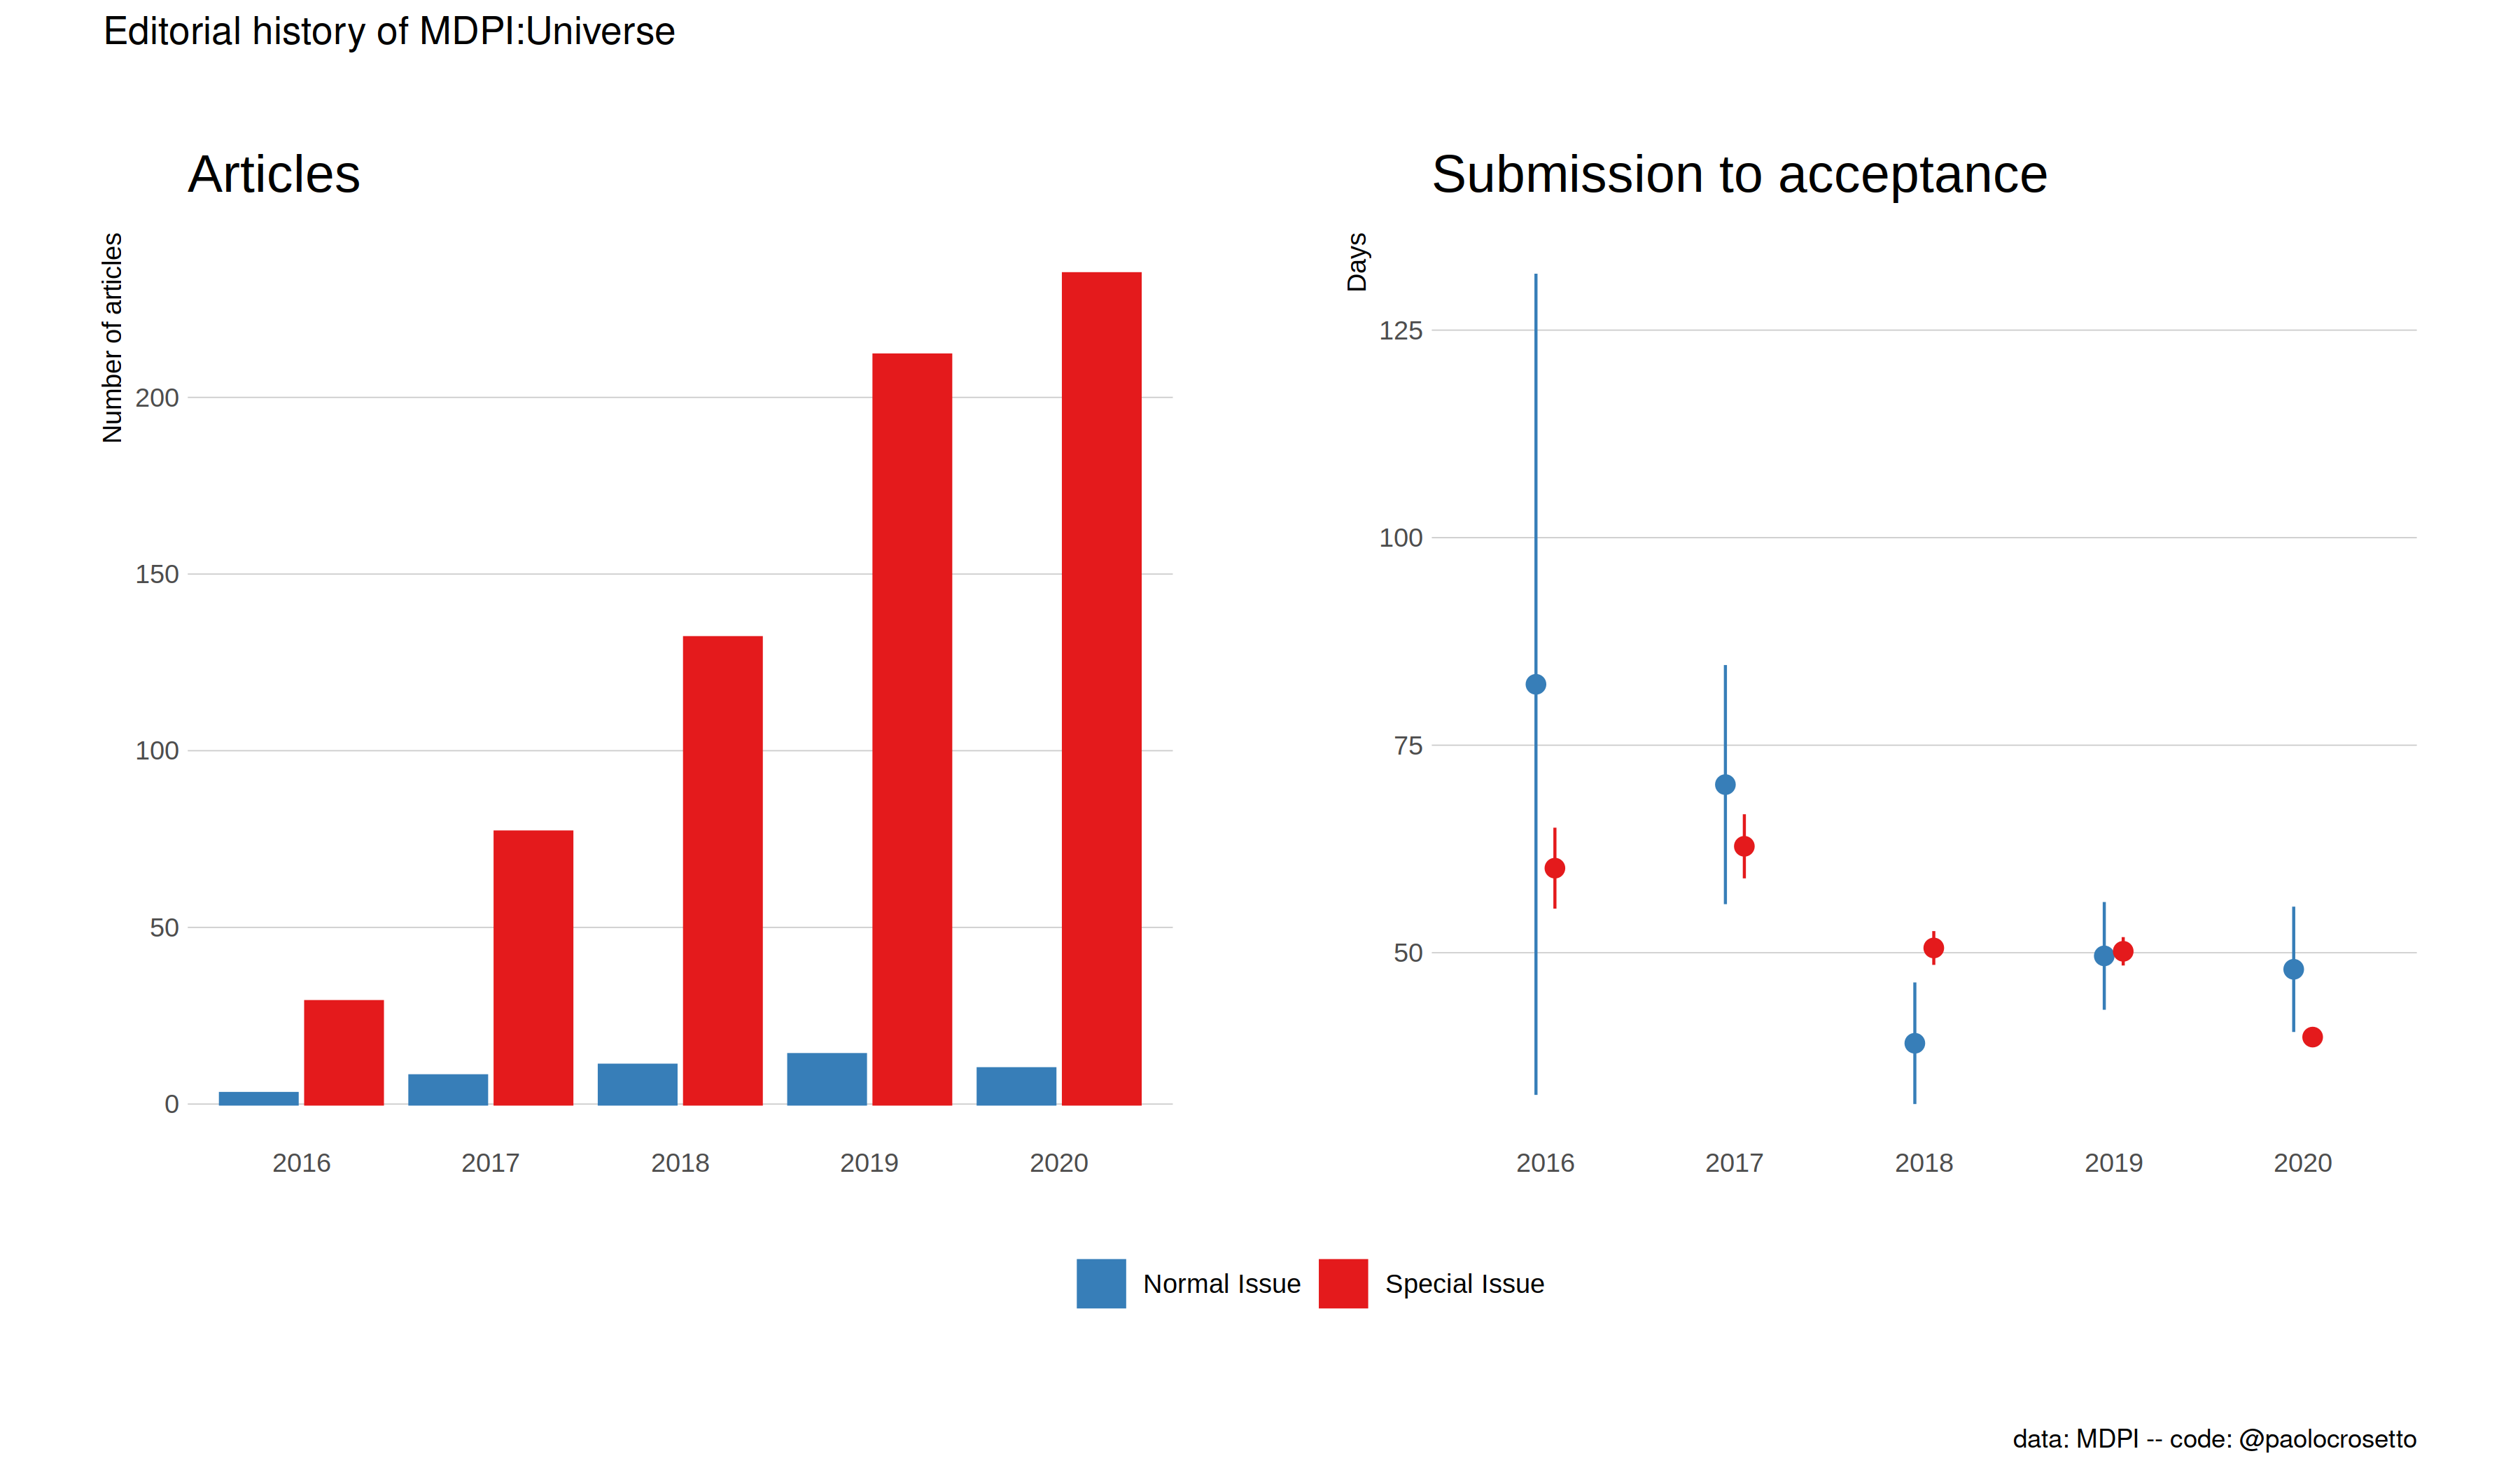 Editorial history of MDPI:Universe
Articles
Number of articles
200
150
100
50
0
2016 2017 2018 2019 2020
Submission to acceptance
Days
125
100
75
50
2016 2017 2018 2019 2020
Normal Issue Special Issue
data: MDPI -- code: @paolocrosetto